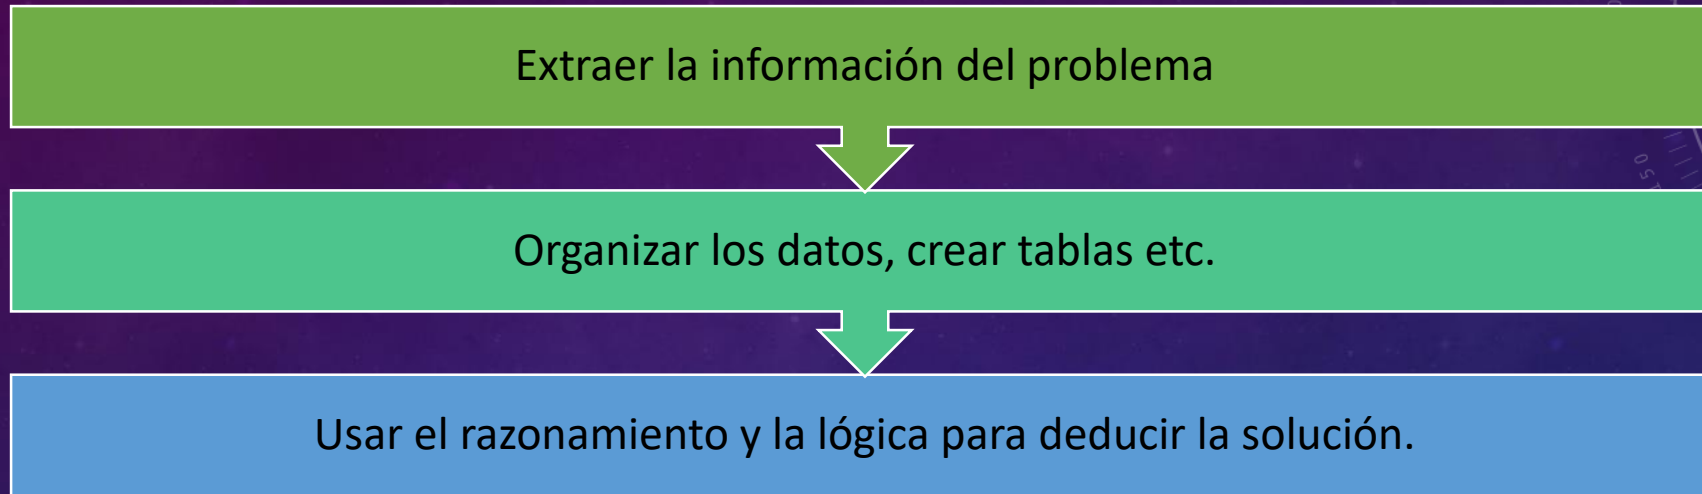 Extraer la información del problema
Organizar los datos, crear tablas etc.
Usar el razonamiento y la lógica para deducir la solución.